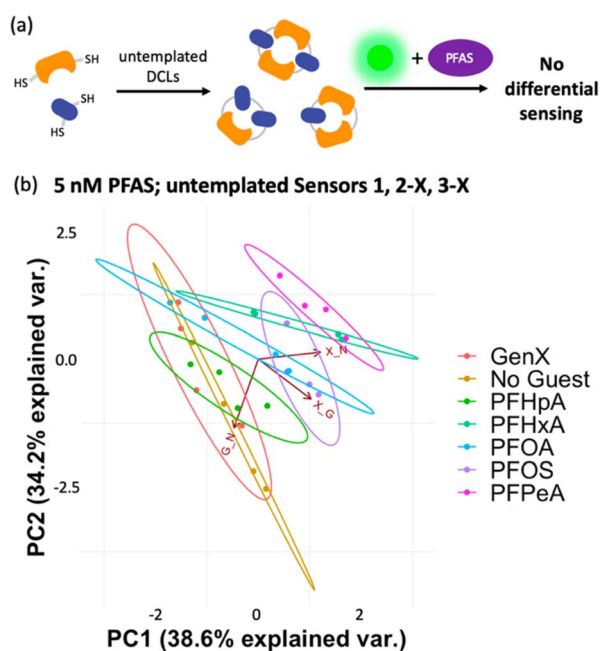 (a)
SH
HS
SH
HS
untemplated
DCLs
+
PFAS
No
differential
sensing
(b) 5 nM PFAS; untemplated Sensors 1, 2-X, 3-X
2.5
0.0
-2.5
PC2 (34.2% explained var.)
X_N
X_G
G_N
-2
0
2
PC1 (38.6% explained var.)
GenX
No Guest
PFHpA
PFHxA
PFOA
PFOS
PFPeA